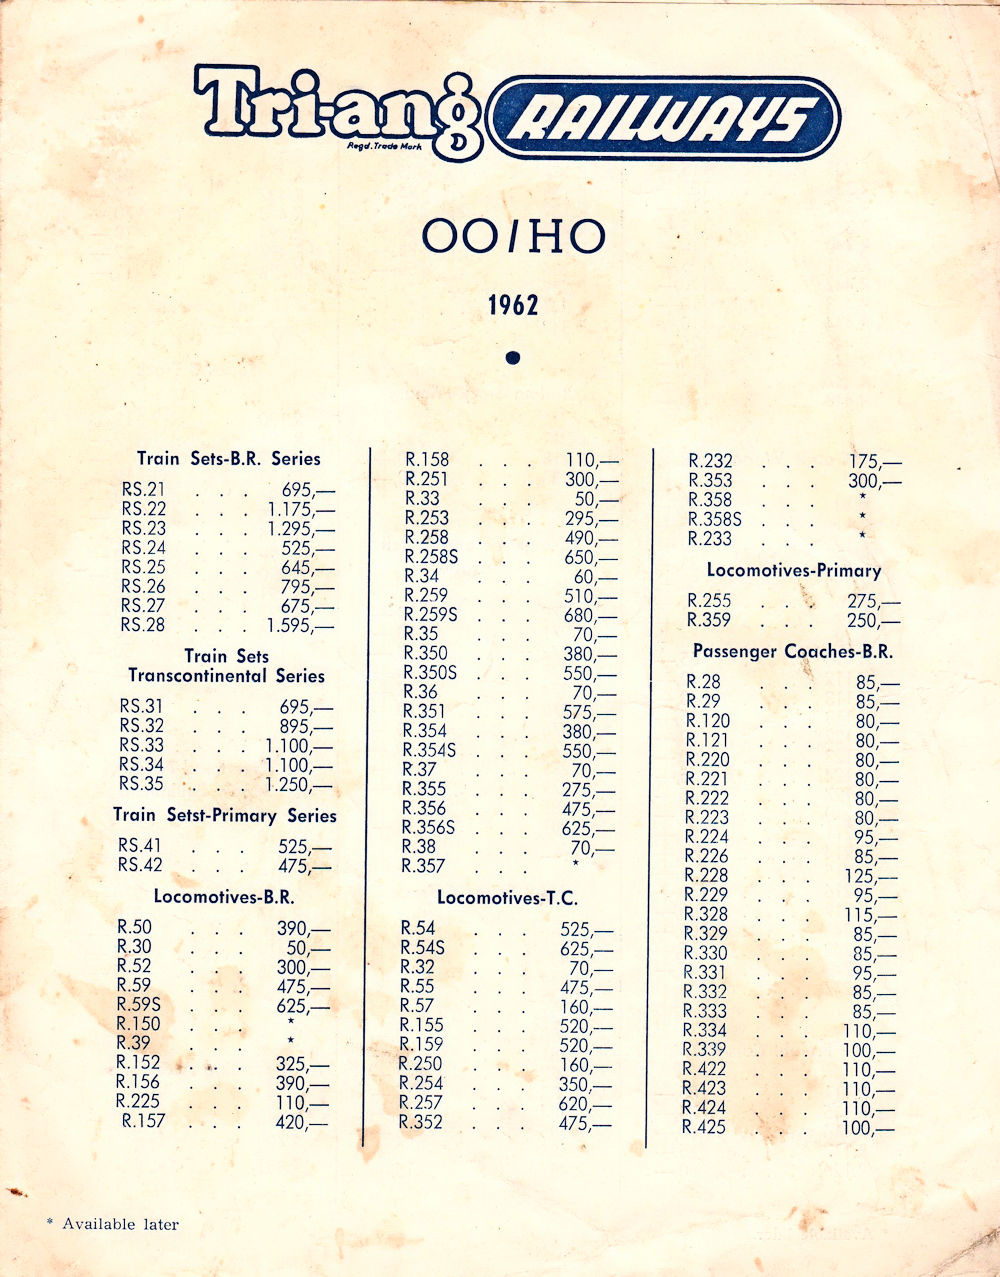 Tri-ang RAILWAYS
Regd. Trade Mark
OO/HO
1962
Train Sets-B.R. Series
RS.21 . . . 695,—
RS.22 . . . 1.175,—
RS.23 . . . 1.295,—
RS.24 . . . 525,—
RS.25 . . . 645,—
RS.26 . . . 795,—
RS.27 . . . 675,—
RS.28 . . . 1.595,—
Train Sets
Transcontinental Series
RS.31 . . . 695,—
RS.32 . . . 895,—
RS.33 . . . 1.100,—
RS.34 . . . 1.100,—
RS.35 . . . 1.250,—
Train Setst-Primary Series
RS.41 . . . 525,—
RS.42 . . . 475,—
Locomotives-B.R.
R.50 . . . 390,—
R.30 . . . 50,—
R.52 . . . 300,—
R.59 . . . 475,—
R.59S . . . 625,—
R.150 . . . *
R.39 . . . *
R.152 . . . 325,—
R.156 . . . 390,—
R.225 . . . 110,—
R.157 . . . 420,—
R.158 . . . 110,—
R.251 . . . 300,—
R.33 . . . 50,—
R.253 . . . 295,—
R.258 . . . 490,—
R.258S . . . 650,—
R.34 . . . 60,—
R.259 . . . 510,—
R.259S . . . 680,—
R.35 . . . 70,—
R.350 . . . 380,—
R.350S . . . 550,—
R.36 . . . 70,—
R.351 . . . 575,—
R.354 . . . 380,—
R.354S . . . 550,—
R.37 . . . 70,—
R.355 . . . 275,—
R.356 . . . 475,—
R.356S . . . 625,—
R.38 . . . 70,—
R.357 . . . *
Locomotives-T.C.
R.54 . . . 525,—
R.54S . . . 625,—
R.32 . . . 70,—
R.55 . . . 475,—
R.57 . . . 160,—
R.155 . . . 520,—
R.159 . . . 520,—
R.250 . . . 160,—
R.254 . . . 350,—
R.257 . . . 620,—
R.352 . . . 475,—
R.232 . . . 175,—
R.353 . . . 300,—
R.358 . . . *
R.358S . . . *
R.233 . . . *
Locomotives-Primary
R.255 . . . 275,—
R.359 . . . 250,—
Passenger Coaches-B.R.
R.28 . . . 85,—
R.29 . . . 85,—
R.120 . . . 80,—
R.121 . . . 80,—
R.220 . . . 80,—
R.221 . . . 80,—
R.222 . . . 80,—
R.223 . . . 80,—
R.224 . . . 95,—
R.226 . . . 85,—
R.228 . . . 125,—
R.229 . . . 95,—
R.328 . . . 115,—
R.329 . . . 85,—
R.330 . . . 85,—
R.331 . . . 95,—
R.332 . . . 85,—
R.333 . . . 85,—
R.334 . . . 110,—
R.339 . . . 100,—
R.422 . . . 110,—
R.423 . . . 110,—
R.424 . . . 110,—
R.425 . . . 100,—
* Available later